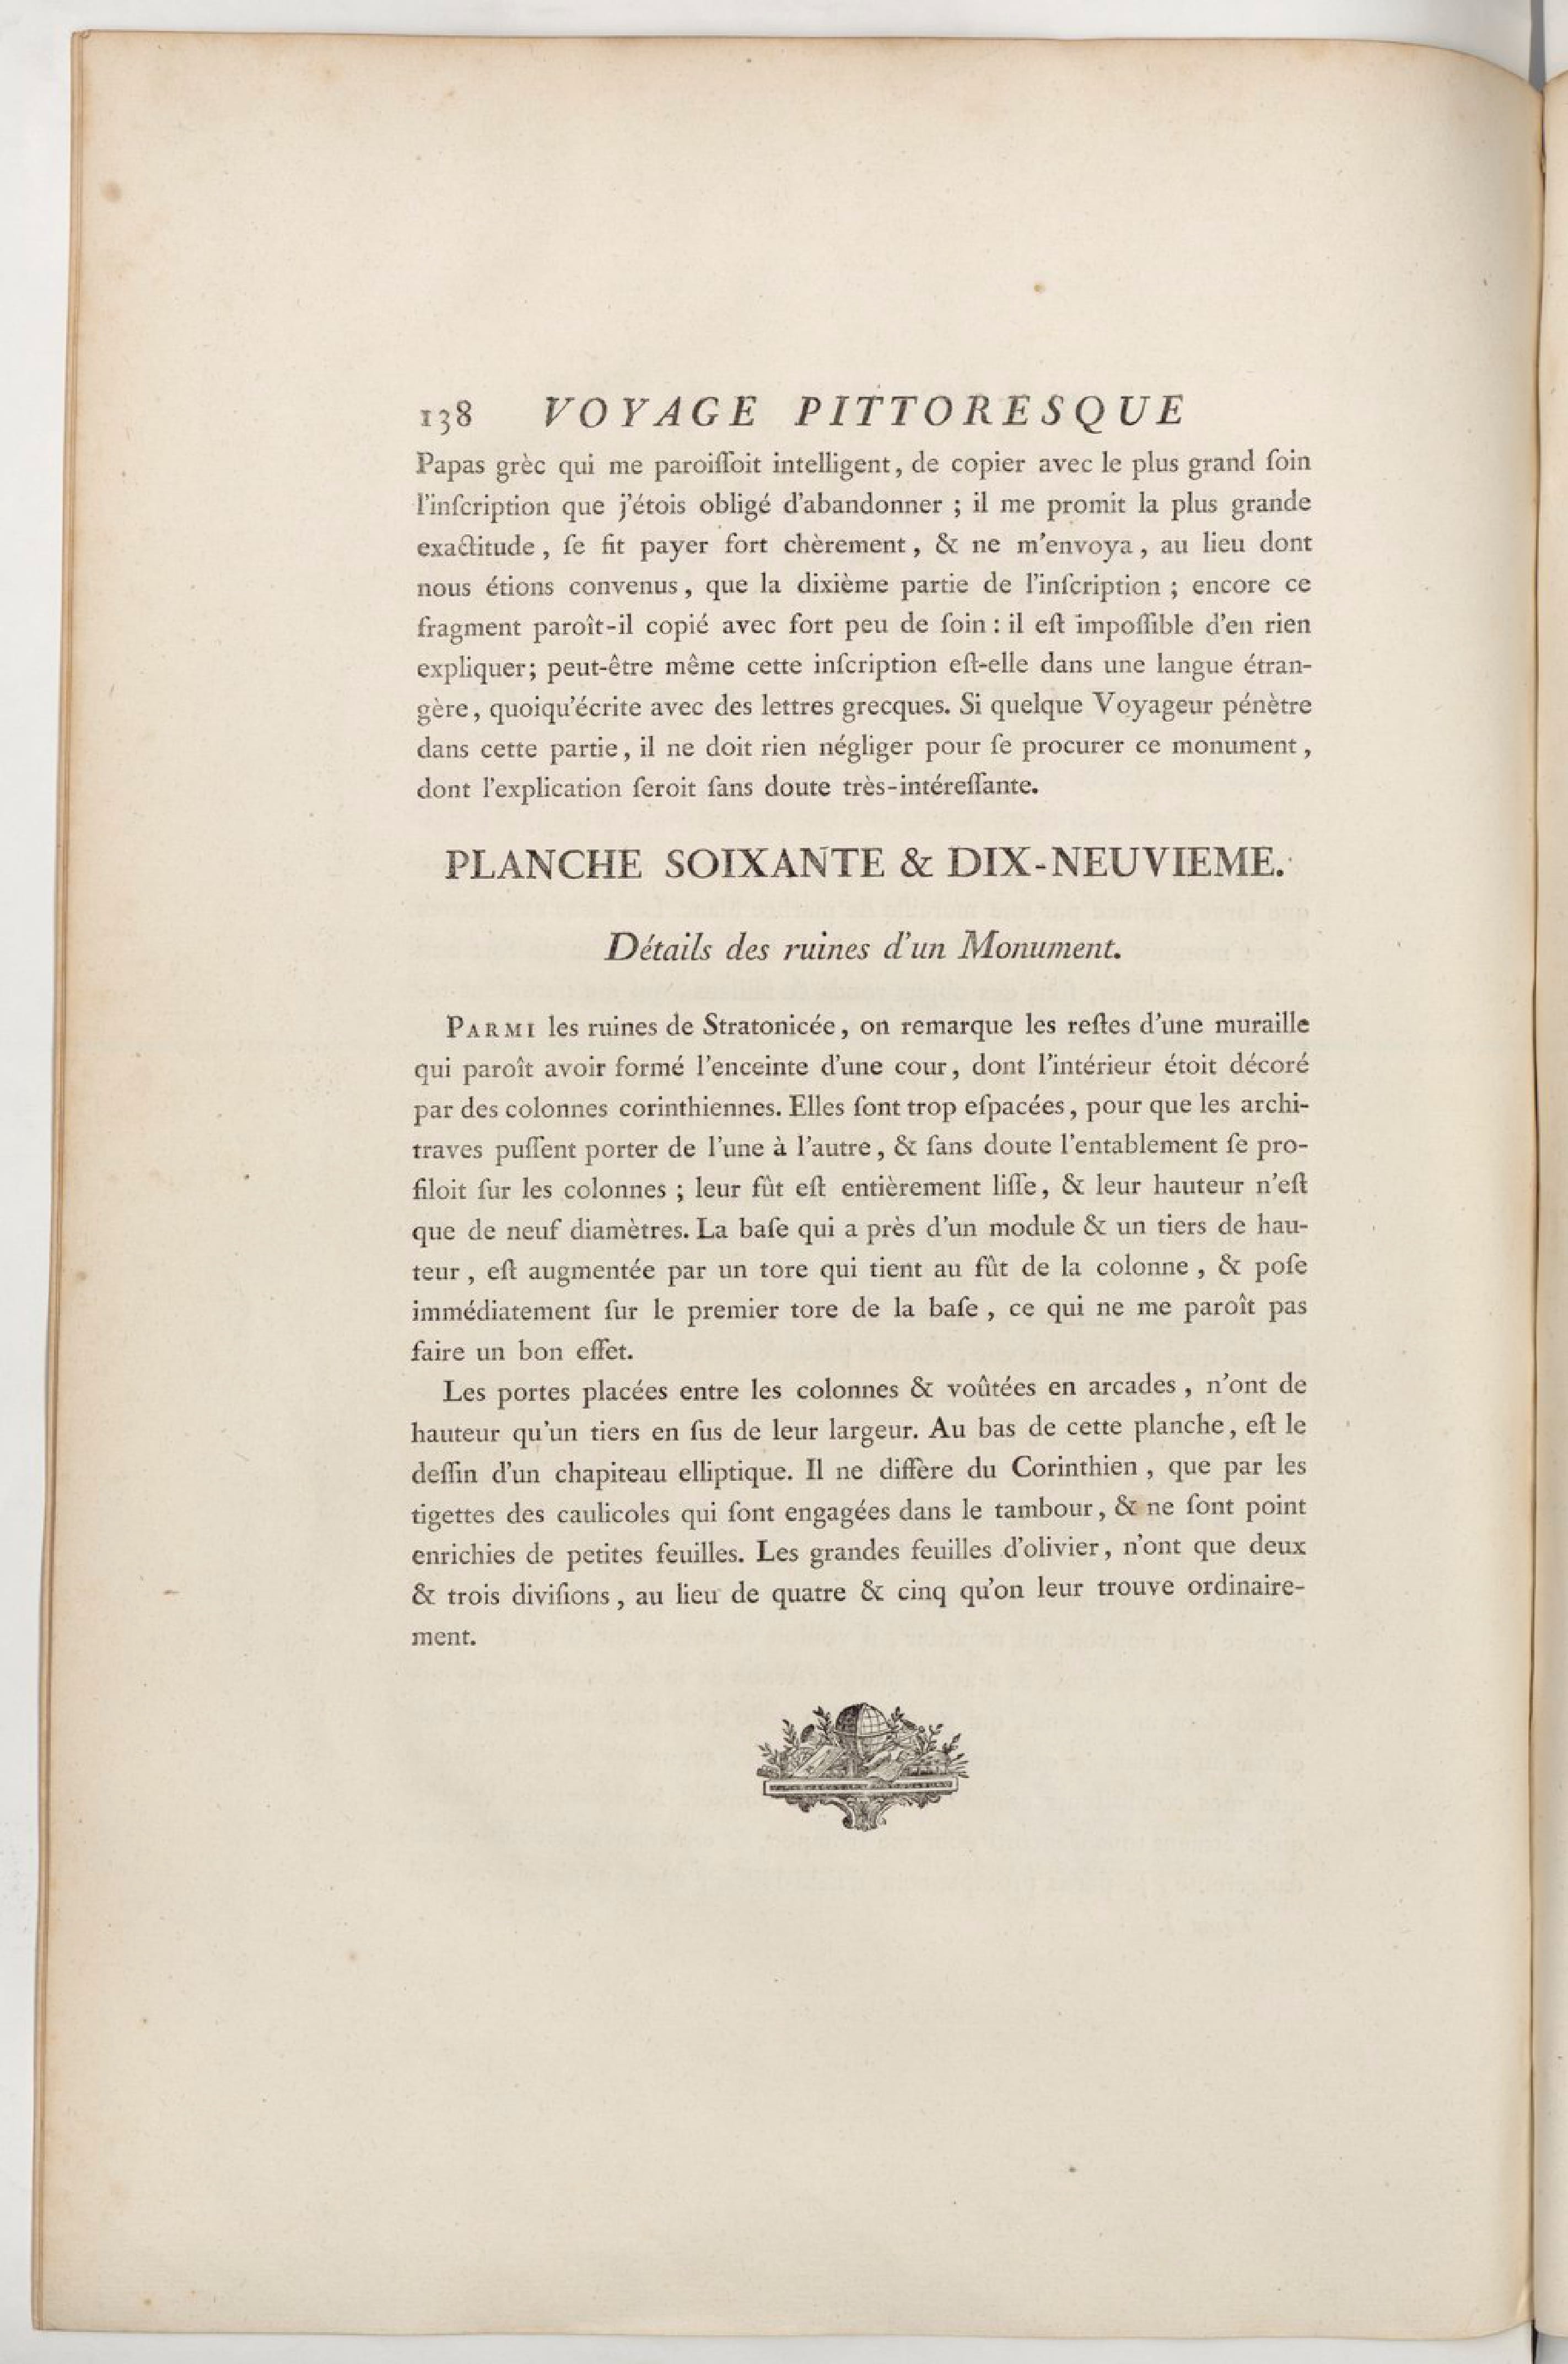 138 VOYAGE PITTORESQUE
Papas grèc qui me paroiſſoit intelligent, de copier avec le plus grand ſoin
l'inſcription que j'étois obligé d'abandonner ; il me promit la plus grande
exactitude, ſe fit payer fort chèrement, & ne m'envoya, au lieu dont
nous étions convenus, que la dixième partie de l'inſcription ; encore ce
fragment paroît-il copié avec fort peu de ſoin : il eſt impoſſible d'en rien
expliquer; peut-être même cette inſcription eſt-elle dans une langue étran-
gère, quoiqu'écrite avec des lettres grecques. Si quelque Voyageur pénètre
dans cette partie, il ne doit rien négliger pour ſe procurer ce monument,
dont l'explication ſeroit ſans doute très-intéreſſante.
PLANCHE SOIXANTE & DIX-NEUVIEME.
Détails des ruines d'un Monument.
PARMI les ruines de Stratonicée, on remarque les reſtes d'une muraille
qui paroît avoir formé l'enceinte d'une cour, dont l'intérieur étoit décoré
par des colonnes corinthiennes. Elles ſont trop eſpacées, pour que les archi-
traves puſſent porter de l'une à l'autre, & ſans doute l'entablement ſe pro-
filoit ſur les colonnes ; leur fût eſt entièrement liſſe, & leur hauteur n'eſt
que de neuf diamètres. La baſe qui a près d'un module & un tiers de hau-
teur, eſt augmentée par un tore qui tient au fût de la colonne, & poſe
immédiatement ſur le premier tore de la baſe, ce qui ne me paroît pas
faire un bon effet.
Les portes placées entre les colonnes & voûtées en arcades, n'ont de
hauteur qu'un tiers en ſus de leur largeur. Au bas de cette planche, eſt le
deſſin d'un chapiteau elliptique. Il ne diffère du Corinthien, que par les
tigettes des caulicoles qui ſont engagées dans le tambour, & ne ſont point
enrichies de petites feuilles. Les grandes feuilles d'olivier, n'ont que deux
& trois diviſions, au lieu de quatre & cinq qu'on leur trouve ordinaire-
ment.